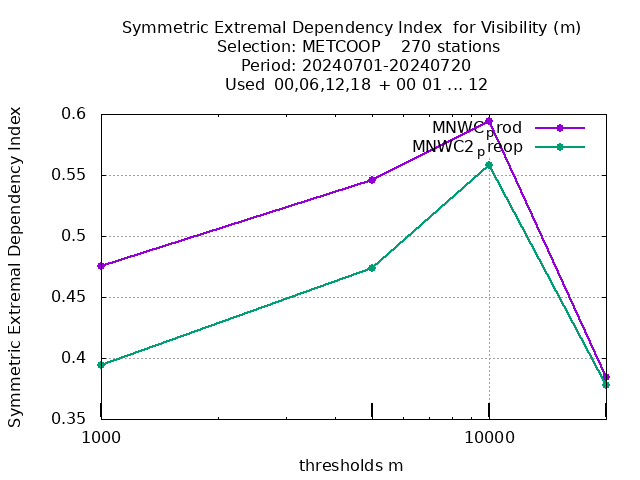 Symmetric Extremal Dependency Index  for Visibility (m)
Selection: METCOOP    270 stations
Period: 20240701-20240720
Used  00,06,12,18  + 00 01 ... 12
Symmetric Extremal Dependency Index
0.6
0.55
0.5
0.45
0.4
0.35
MNWC_prod
MNWC2_preop
1000
10000
thresholds m